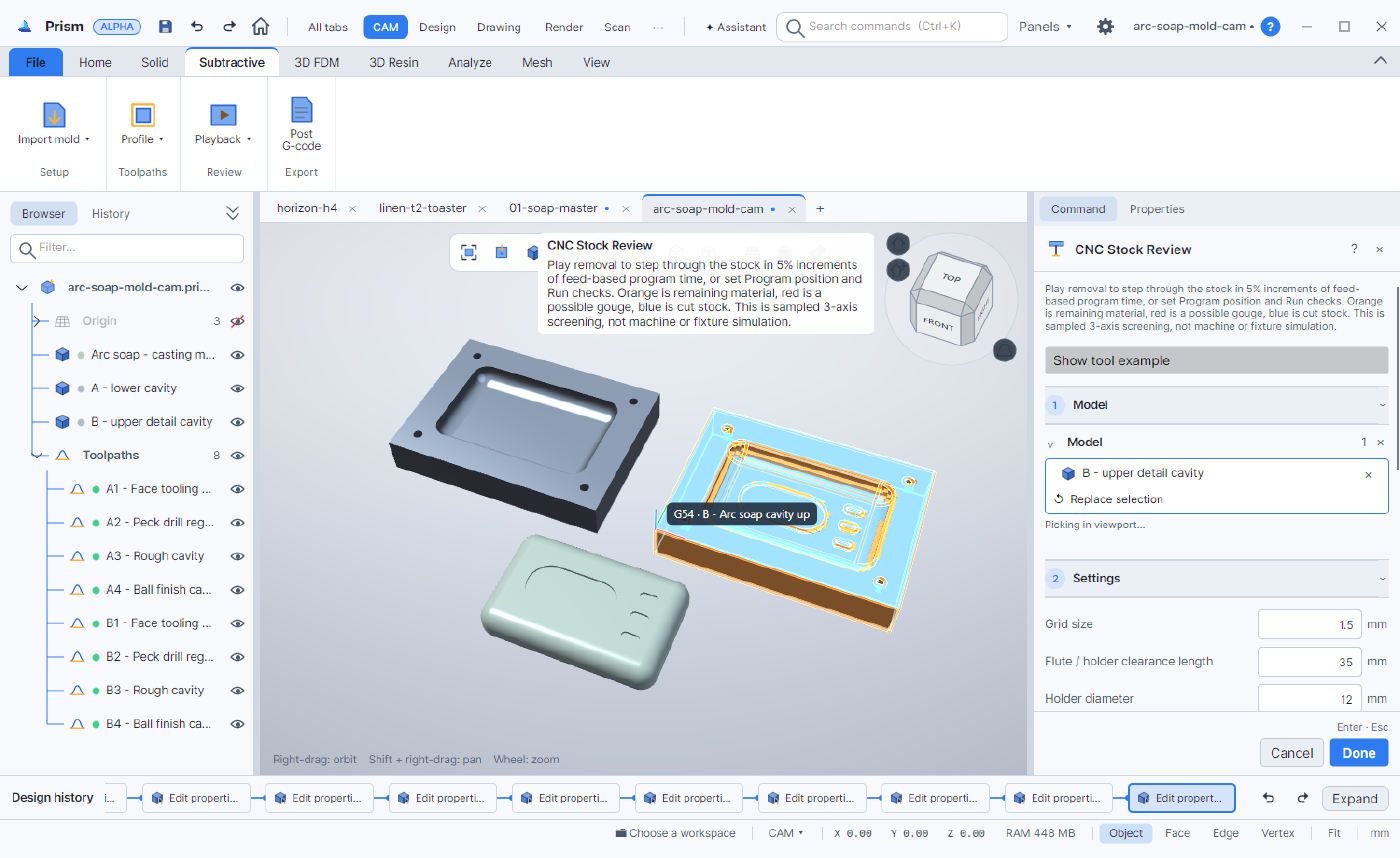 Prism
ALPHA
All tabs
CAM
Design
Drawing
Render
Scan
...
Assistant
Search commands (Ctrl+K)
Panels
arc-soap-mold-cam •
?
File
Home
Solid
Subtractive
3D FDM
3D Resin
Analyze
Mesh
View
Import mold
Profile
Playback
Post
G-code
Setup
Toolpaths
Review
Export
Browser
History
Filter...
arc-soap-mold-cam.pri...
Origin
3
Arc soap - casting m...
A - lower cavity
B - upper detail cavity
Toolpaths
8
A1 - Face tooling ...
A2 - Peck drill reg...
A3 - Rough cavity
A4 - Ball finish ca...
B1 - Face tooling ...
B2 - Peck drill reg...
B3 - Rough cavity
B4 - Ball finish ca...
horizon-h4
linen-t2-toaster
01-soap-master •
arc-soap-mold-cam •
+
CNC Stock Review
Play removal to step through the stock in 5% increments
of feed-based program time, or set Program position and
Run checks. Orange is remaining material, red is a
possible gouge, blue is cut stock. This is sampled 3-axis
screening, not machine or fixture simulation.
TOP
FRONT
G54 · B - Arc soap cavity up
Right-drag: orbit
Shift + right-drag: pan
Wheel: zoom
Command
Properties
CNC Stock Review
?
Play removal to step through the stock in 5% increments of feed-
based program time, or set Program position and Run checks. Orange
is remaining material, red is a possible gouge, blue is cut stock. This is
sampled 3-axis screening, not machine or fixture simulation.
Show tool example
1 Model
Model
1
B - upper detail cavity
Replace selection
Picking in viewport...
2 Settings
Grid size
1.5 mm
Flute / holder clearance length
35 mm
Holder diameter
12 mm
Enter · Esc
Cancel
Done
Design history
i...
Edit properti...
Edit properti...
Edit properti...
Edit properti...
Edit properti...
Edit properti...
Edit properti...
Edit properti...
Edit propert...
Expand
Choose a workspace
CAM
X 0.00
Y 0.00
Z 0.00
RAM 448 MB
Object
Face
Edge
Vertex
Fit
mm